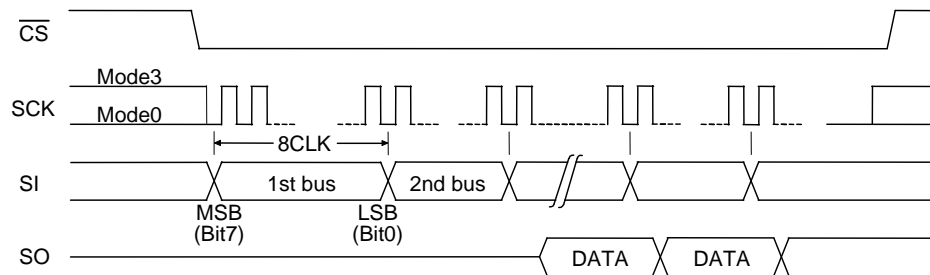 CS
Mode3
SCK
Mode0
8CLK
SI
1st bus
2nd bus
MSB
(Bit7)
LSB
(Bit0)
SO
DATA
DATA